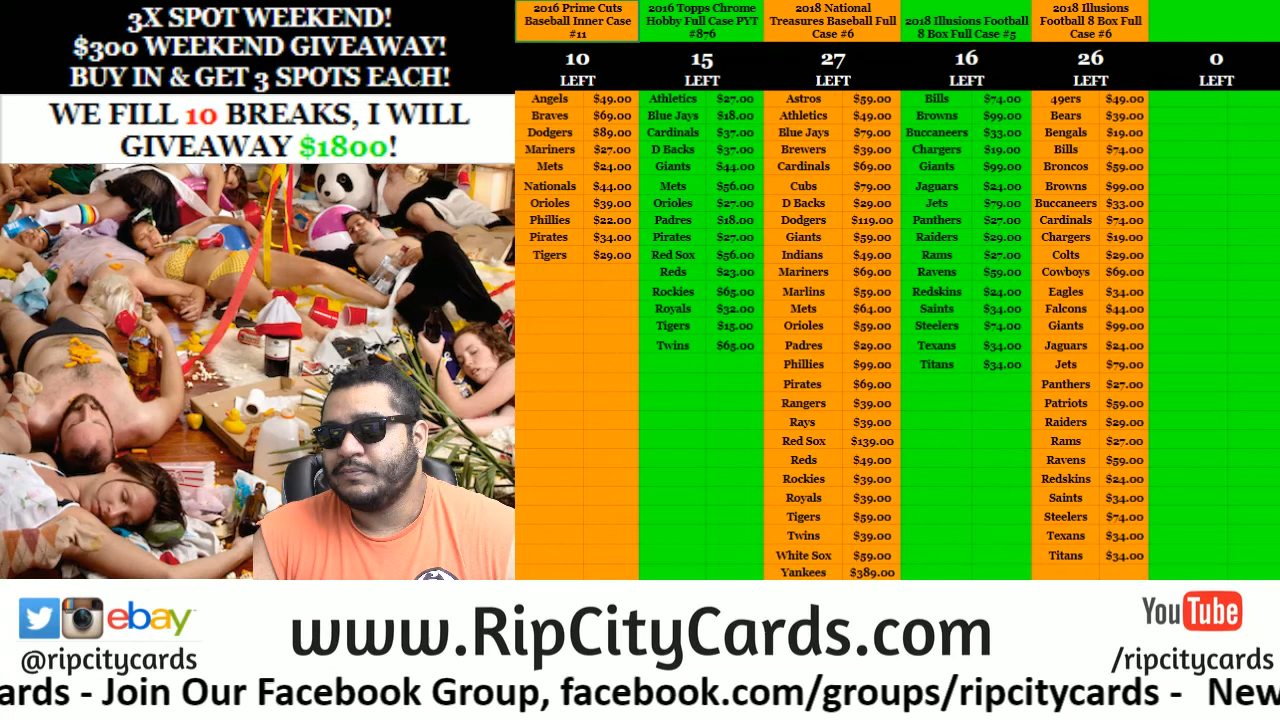 3X SPOT WEEKEND!
$300 WEEKEND GIVEAWAY!
BUY IN & GET 3 SPOTS EACH!
WE FILL 10 BREAKS, I WILL
GIVEAWAY $1800!
2016 Prime Cuts
Baseball Inner Case
#11
10
LEFT
Angels $49.00
Braves $69.00
Dodgers $89.00
Mariners $27.00
Mets $24.00
Nationals $44.00
Orioles $39.00
Phillies $22.00
Pirates $34.00
Tigers $29.00
2016 Topps Chrome
Hobby Full Case PYT
#876
15
LEFT
Athletics $27.00
Blue Jays $18.00
Cardinals $37.00
D Backs $37.00
Giants $44.00
Mets $56.00
Orioles $27.00
Padres $18.00
Pirates $27.00
Red Sox $56.00
Reds $23.00
Rockies $65.00
Royals $32.00
Tigers $15.00
Twins $65.00
2018 National
Treasures Baseball Full
Case #6
27
LEFT
Astros $59.00
Athletics $49.00
Blue Jays $79.00
Brewers $39.00
Cardinals $69.00
Cubs $79.00
D Backs $29.00
Dodgers $119.00
Giants $59.00
Indians $49.00
Mariners $69.00
Marlins $59.00
Mets $64.00
Orioles $59.00
Padres $29.00
Phillies $99.00
Pirates $69.00
Rangers $39.00
Rays $39.00
Red Sox $139.00
Reds $49.00
Rockies $39.00
Royals $39.00
Tigers $59.00
Twins $39.00
White Sox $59.00
Yankees $389.00
2018 Illusions Football
8 Box Full Case #5
16
LEFT
Bills $74.00
Browns $99.00
Buccaneers $33.00
Chargers $19.00
Giants $99.00
Jaguars $24.00
Jets $79.00
Panthers $27.00
Raiders $29.00
Rams $27.00
Ravens $59.00
Redskins $24.00
Saints $34.00
Steelers $74.00
Texans $34.00
Titans $34.00
2018 Illusions
Football 8 Box Full
Case #6
26
LEFT
49ers $49.00
Bears $39.00
Bengals $19.00
Bills $74.00
Broncos $59.00
Browns $99.00
Buccaneers $33.00
Cardinals $74.00
Chargers $19.00
Colts $29.00
Cowboys $69.00
Eagles $34.00
Falcons $44.00
Giants $99.00
Jaguars $24.00
Jets $79.00
Panthers $27.00
Patriots $59.00
Raiders $29.00
Rams $27.00
Ravens $59.00
Redskins $24.00
Saints $34.00
Steelers $74.00
Texans $34.00
Titans $34.00
0
LEFT
ebay
@ripcitycards
www.RipCityCards.com
YouTube
/ripcitycards
ards - Join Our Facebook Group, facebook.com/groups/ripcitycards - New